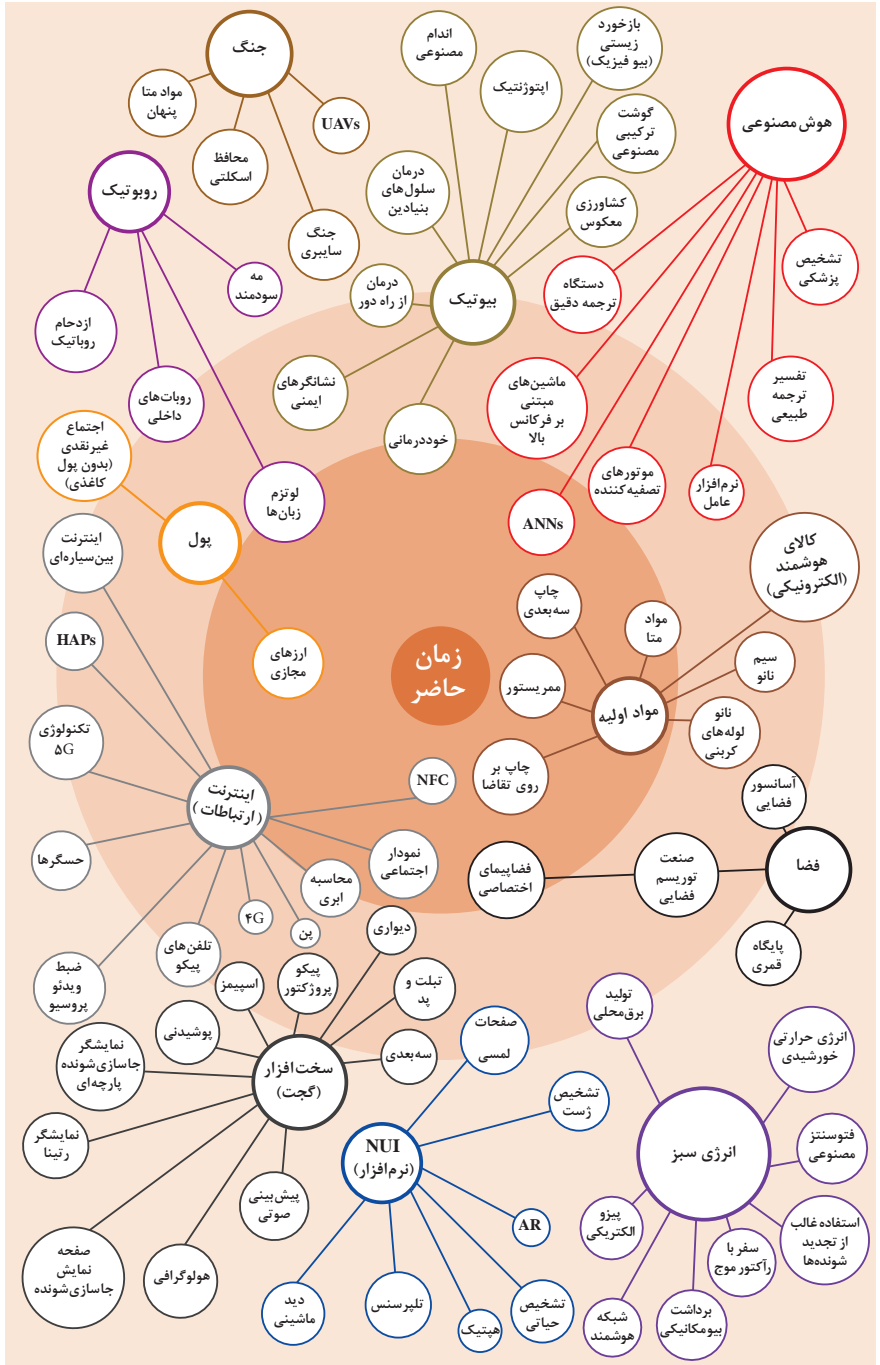 جنگ
مواد متا
پنهان
محافظ
اسکلتی
UAVs
جنگ
سایبری
اندام
مصنوعی
اپتوژنتیک
بازخورد
زیستی
(بیو فیزیک)
گوشت
ترکیبی
مصنوعی
درمان
سلول‌های
بنیادین
کشاورزی
معکوس
بیوتیک
درمان
از راه دور
نشانگرهای
ایمنی
خوددرمانی
هوش مصنوعی
تشخیص
پزشکی
دستگاه
ترجمه دقیق
تفسیر
ترجمه
طبیعی
ماشین‌های
مبتنی
بر فرکانس
بالا
موتورهای
تصفیه‌کننده
نرم‌افزار
عامل
ANNs
روبوتیک
مه
سودمند
ازدحام
روباتیک
روبات‌های
داخلی
لوتزم
زبان‌ها
اجتماع
غیرنقدی
(بدون پول
کاغذی)
پول
ارزهای
مجازی
زمان
حاضر
کالای
هوشمند
(الکترونیکی)
چاپ
سه‌بعدی
مواد
متا
سیم
نانو
ممریستور
مواد اولیه
نانو
لوله‌های
کربنی
چاپ بر
روی تقاضا
اینترنت
بین‌سیاره‌ای
HAPs
تکنولوژی
۵G
اینترنت
(ارتباطات)
NFC
حسگرها
نمودار
اجتماعی
محاسبه
ابری
۴G
پن
تلفن‌های
پیکو
ضبط
ویدئو
پروسیو
آسانسور
فضایی
فضا
صنعت
توریسم
فضایی
فضاپیمای
اختصاصی
پایگاه
قمری
دیواری
پیکو
پروژکتور
اسپیمز
تبلت و
پد
پوشیدنی
سه‌بعدی
نمایشگر
جاسازی‌شونده
پارچه‌ای
سخت‌افزار
(گجت)
نمایشگر
رتینا
پیش‌بینی
صوتی
صفحه
نمایش
جاسازی‌شونده
هولوگرافی
صفحات
لمسی
تشخیص
ژست
NUI
(نرم‌افزار)
AR
دید
ماشینی
تلپرسنس
هپتیک
تشخیص
حیاتی
تولید
برق‌محلی
انرژی حرارتی
خورشیدی
انرژی سبز
فتوسنتز
مصنوعی
پیزو
الکتریکی
استفاده غالب
از تجدید
شونده‌ها
سفر با
رآکتور موج
شبکه
هوشمند
برداشت
بیومکانیکی